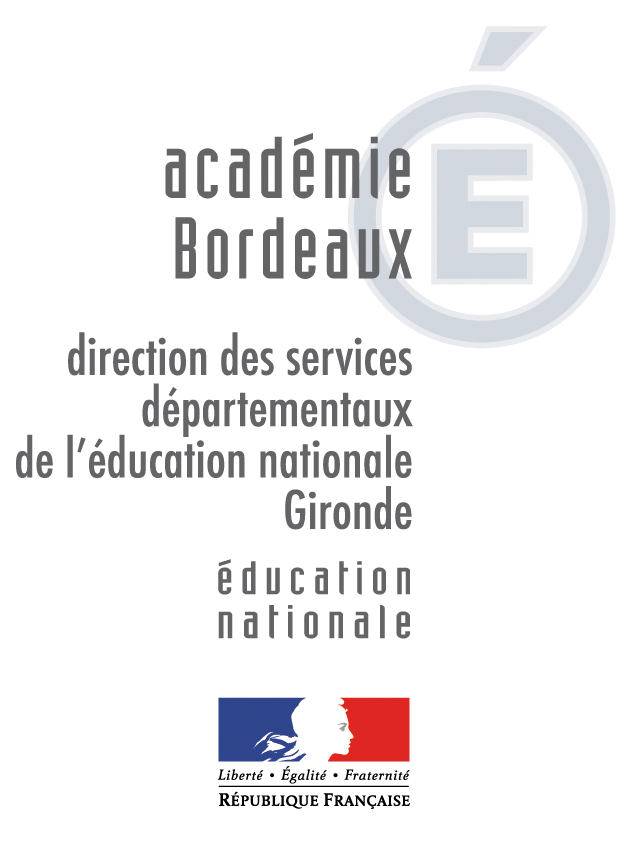 É
académie
Bordeaux
direction des services
départementaux
de l'éducation nationale
Gironde
éducation
nationale
Liberté • Égalité • Fraternité
RÉPUBLIQUE FRANÇAISE